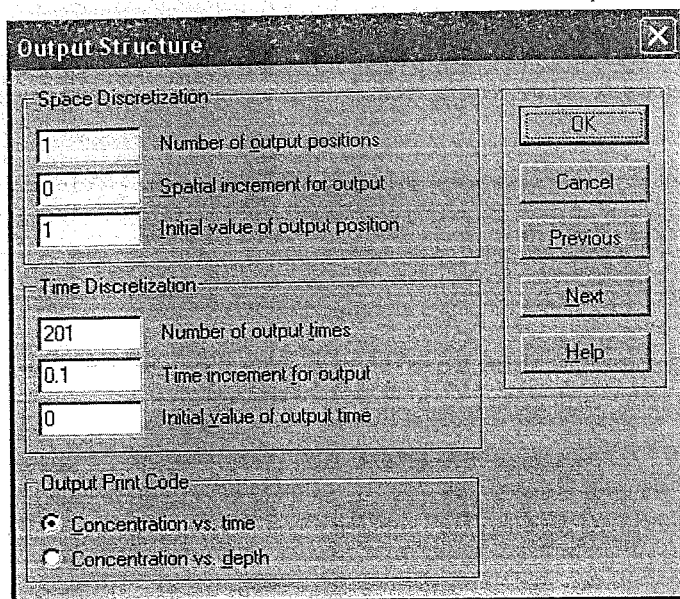 Output Structure
Space Discretization
1 Number of output positions
0 Spatial increment for output
1 Initial value of output position
Time Discretization
201 Number of output times
0.1 Time increment for output
0 Initial value of output time
Output Print Code
Concentration vs. time
Concentration vs. depth
OK
Cancel
Previous
Next
Help